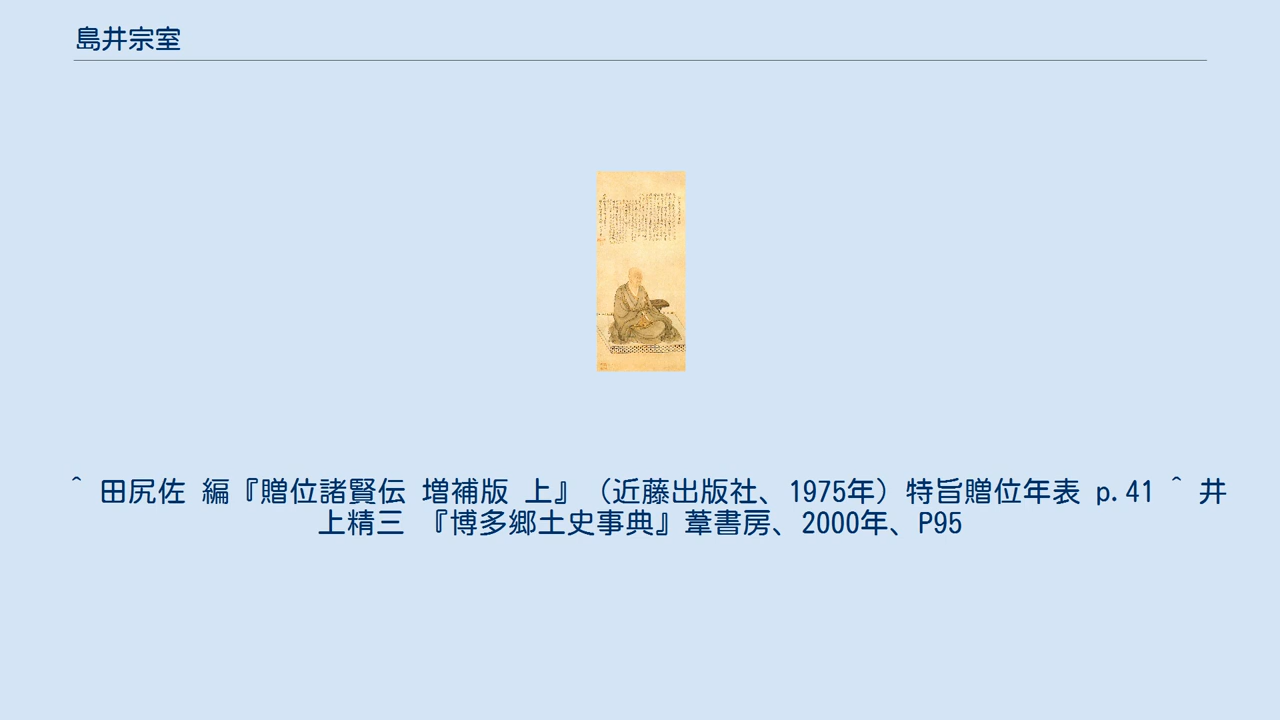 島井宗室
^ 田尻佐 編『贈位諸賢伝 増補版 上』（近藤出版社、1975年）特旨贈位年表 p.41 ^ 井
上精三 『博多郷土史事典』葦書房、2000年、P95